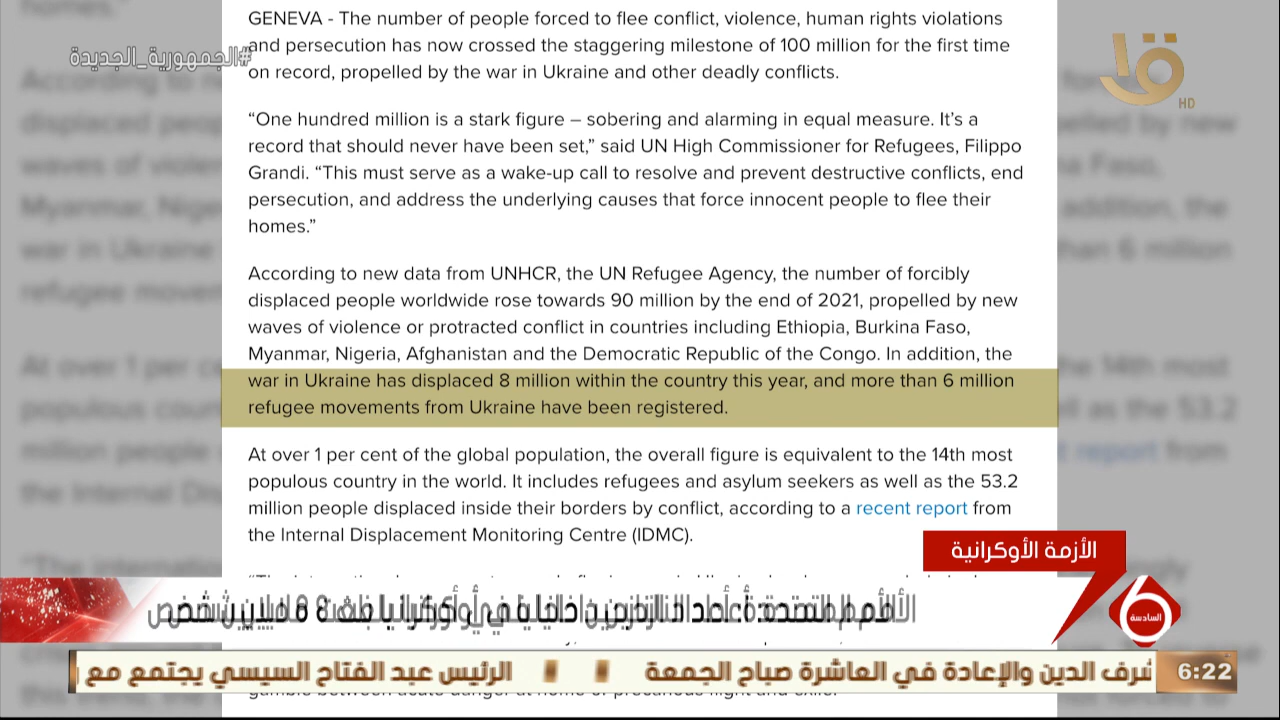 GENEVA - The number of people forced to flee conflict, violence, human rights violations
and persecution has now crossed the staggering milestone of 100 million for the first time
on record, propelled by the war in Ukraine and other deadly conflicts.
#الجمهورية_الجديدة
HD
“One hundred million is a stark figure – sobering and alarming in equal measure. It’s a
record that should never have been set,” said UN High Commissioner for Refugees, Filippo
Grandi. “This must serve as a wake-up call to resolve and prevent destructive conflicts, end
persecution, and address the underlying causes that force innocent people to flee their
homes.”
According to new data from UNHCR, the UN Refugee Agency, the number of forcibly
displaced people worldwide rose towards 90 million by the end of 2021, propelled by new
waves of violence or protracted conflict in countries including Ethiopia, Burkina Faso,
Myanmar, Nigeria, Afghanistan and the Democratic Republic of the Congo. In addition, the
war in Ukraine has displaced 8 million within the country this year, and more than 6 million
refugee movements from Ukraine have been registered.
At over 1 per cent of the global population, the overall figure is equivalent to the 14th most
populous country in the world. It includes refugees and asylum seekers as well as the 53.2
million people displaced inside their borders by conflict, according to a recent report from
the Internal Displacement Monitoring Centre (IDMC).
الأزمة الأوكرانية
الأمم المتحدة: أعداد النازحين داخليا في أوكرانيا بلغت 8 ملايين شخص
السادسة
6
شرف الدين والإعادة في العاشرة صباح الجمعة
الرئيس عبد الفتاح السيسي يجتمع مع
6:22